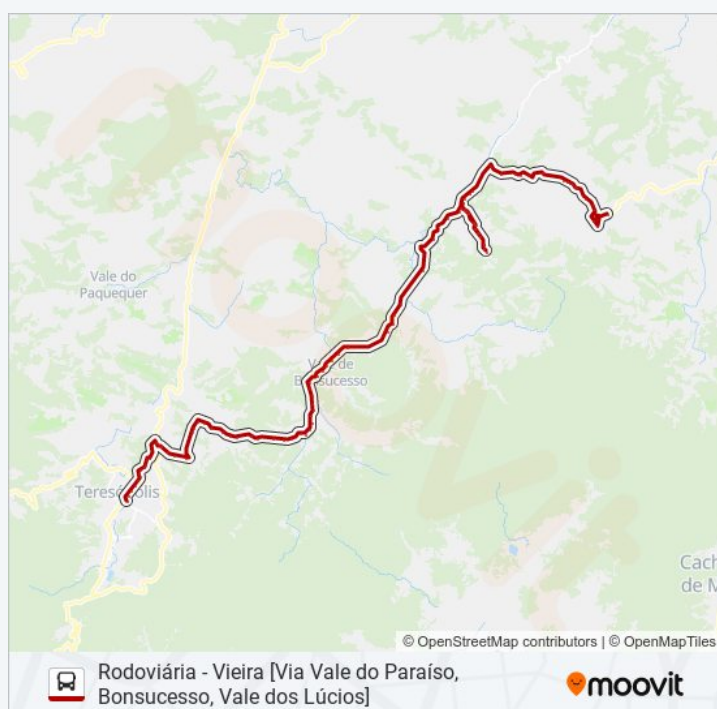 Vale do
Paquequer
Vale de
Bonsucesso
Teresópolis
Cach
de M
© OpenStreetMap contributors | © OpenMapTiles
Rodoviária - Vieira [Via Vale do Paraíso,
Bonsucesso, Vale dos Lúcios]
moovit